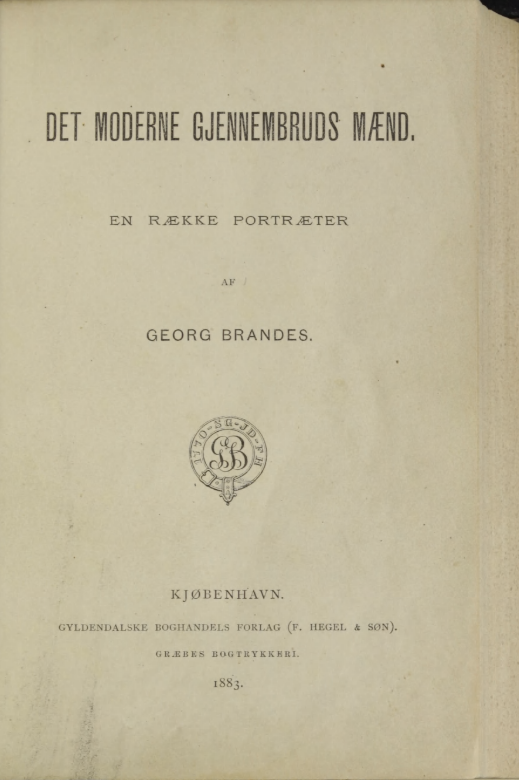 DET MODERNE GJENNEMBRUDS MÆND.
EN RÆKKE PORTRÆTER
AF
GEORG BRANDES.
1770-SG-JD-FH
GB
KJØBENHAVN.
GYLDENDALSKE BOGHANDELS FORLAG (F. HEGEL & SØN).
GRÆBES BOGTRYKKERI.
1883.